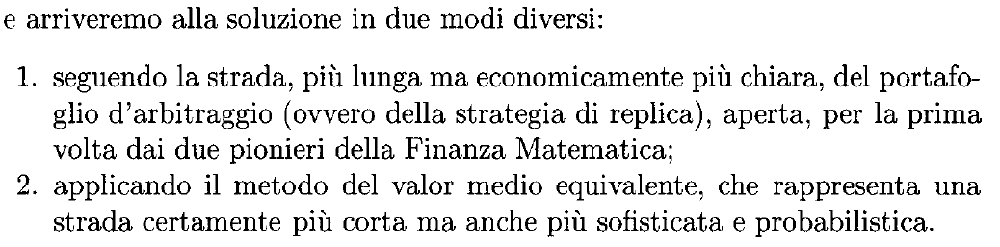 e arriveremo alla soluzione in due modi diversi:
1. seguendo la strada, più lunga ma economicamente più chiara, del portafo-
glio d'arbitraggio (ovvero della strategia di replica), aperta, per la prima
volta dai due pionieri della Finanza Matematica;
2. applicando il metodo del valor medio equivalente, che rappresenta una
strada certamente più corta ma anche più sofisticata e probabilistica.